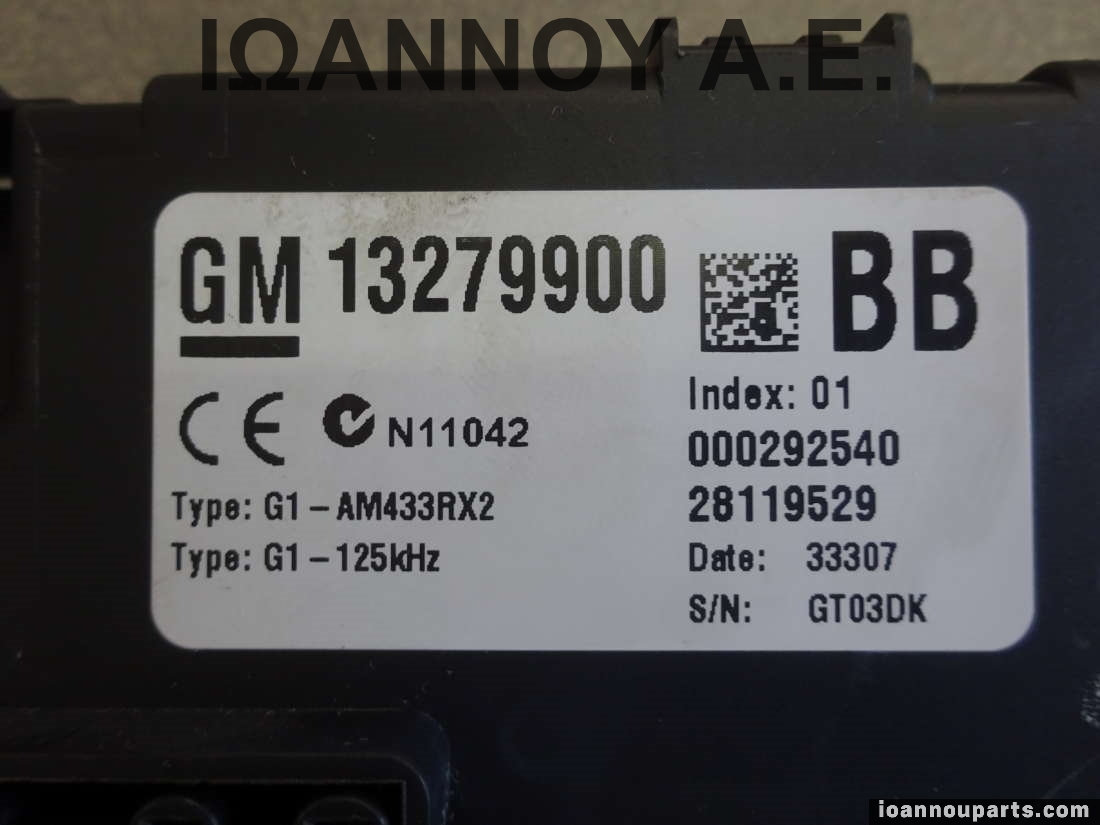 ΙΩΑΝΝΟΥ Α.Ε.
GM 13279900 BB
CE N11042
Index: 01
000292540
28119529
Type: G1-AM433RX2
Type: G1-125kHz
Date: 33307
S/N: GT03DK
ioannouparts.com